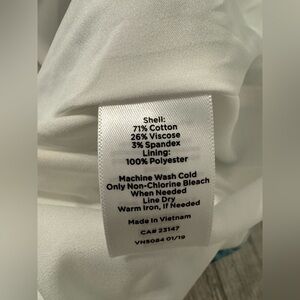 Shell:
71% Cotton
26% Viscose
3% Spandex
Lining:
100% Polyester
Machine Wash Cold
Only Non-Chlorine Bleach
When Needed
Line Dry
Warm Iron, If Needed
Made In Vietnam
CA# 23147
VNS084 01/19